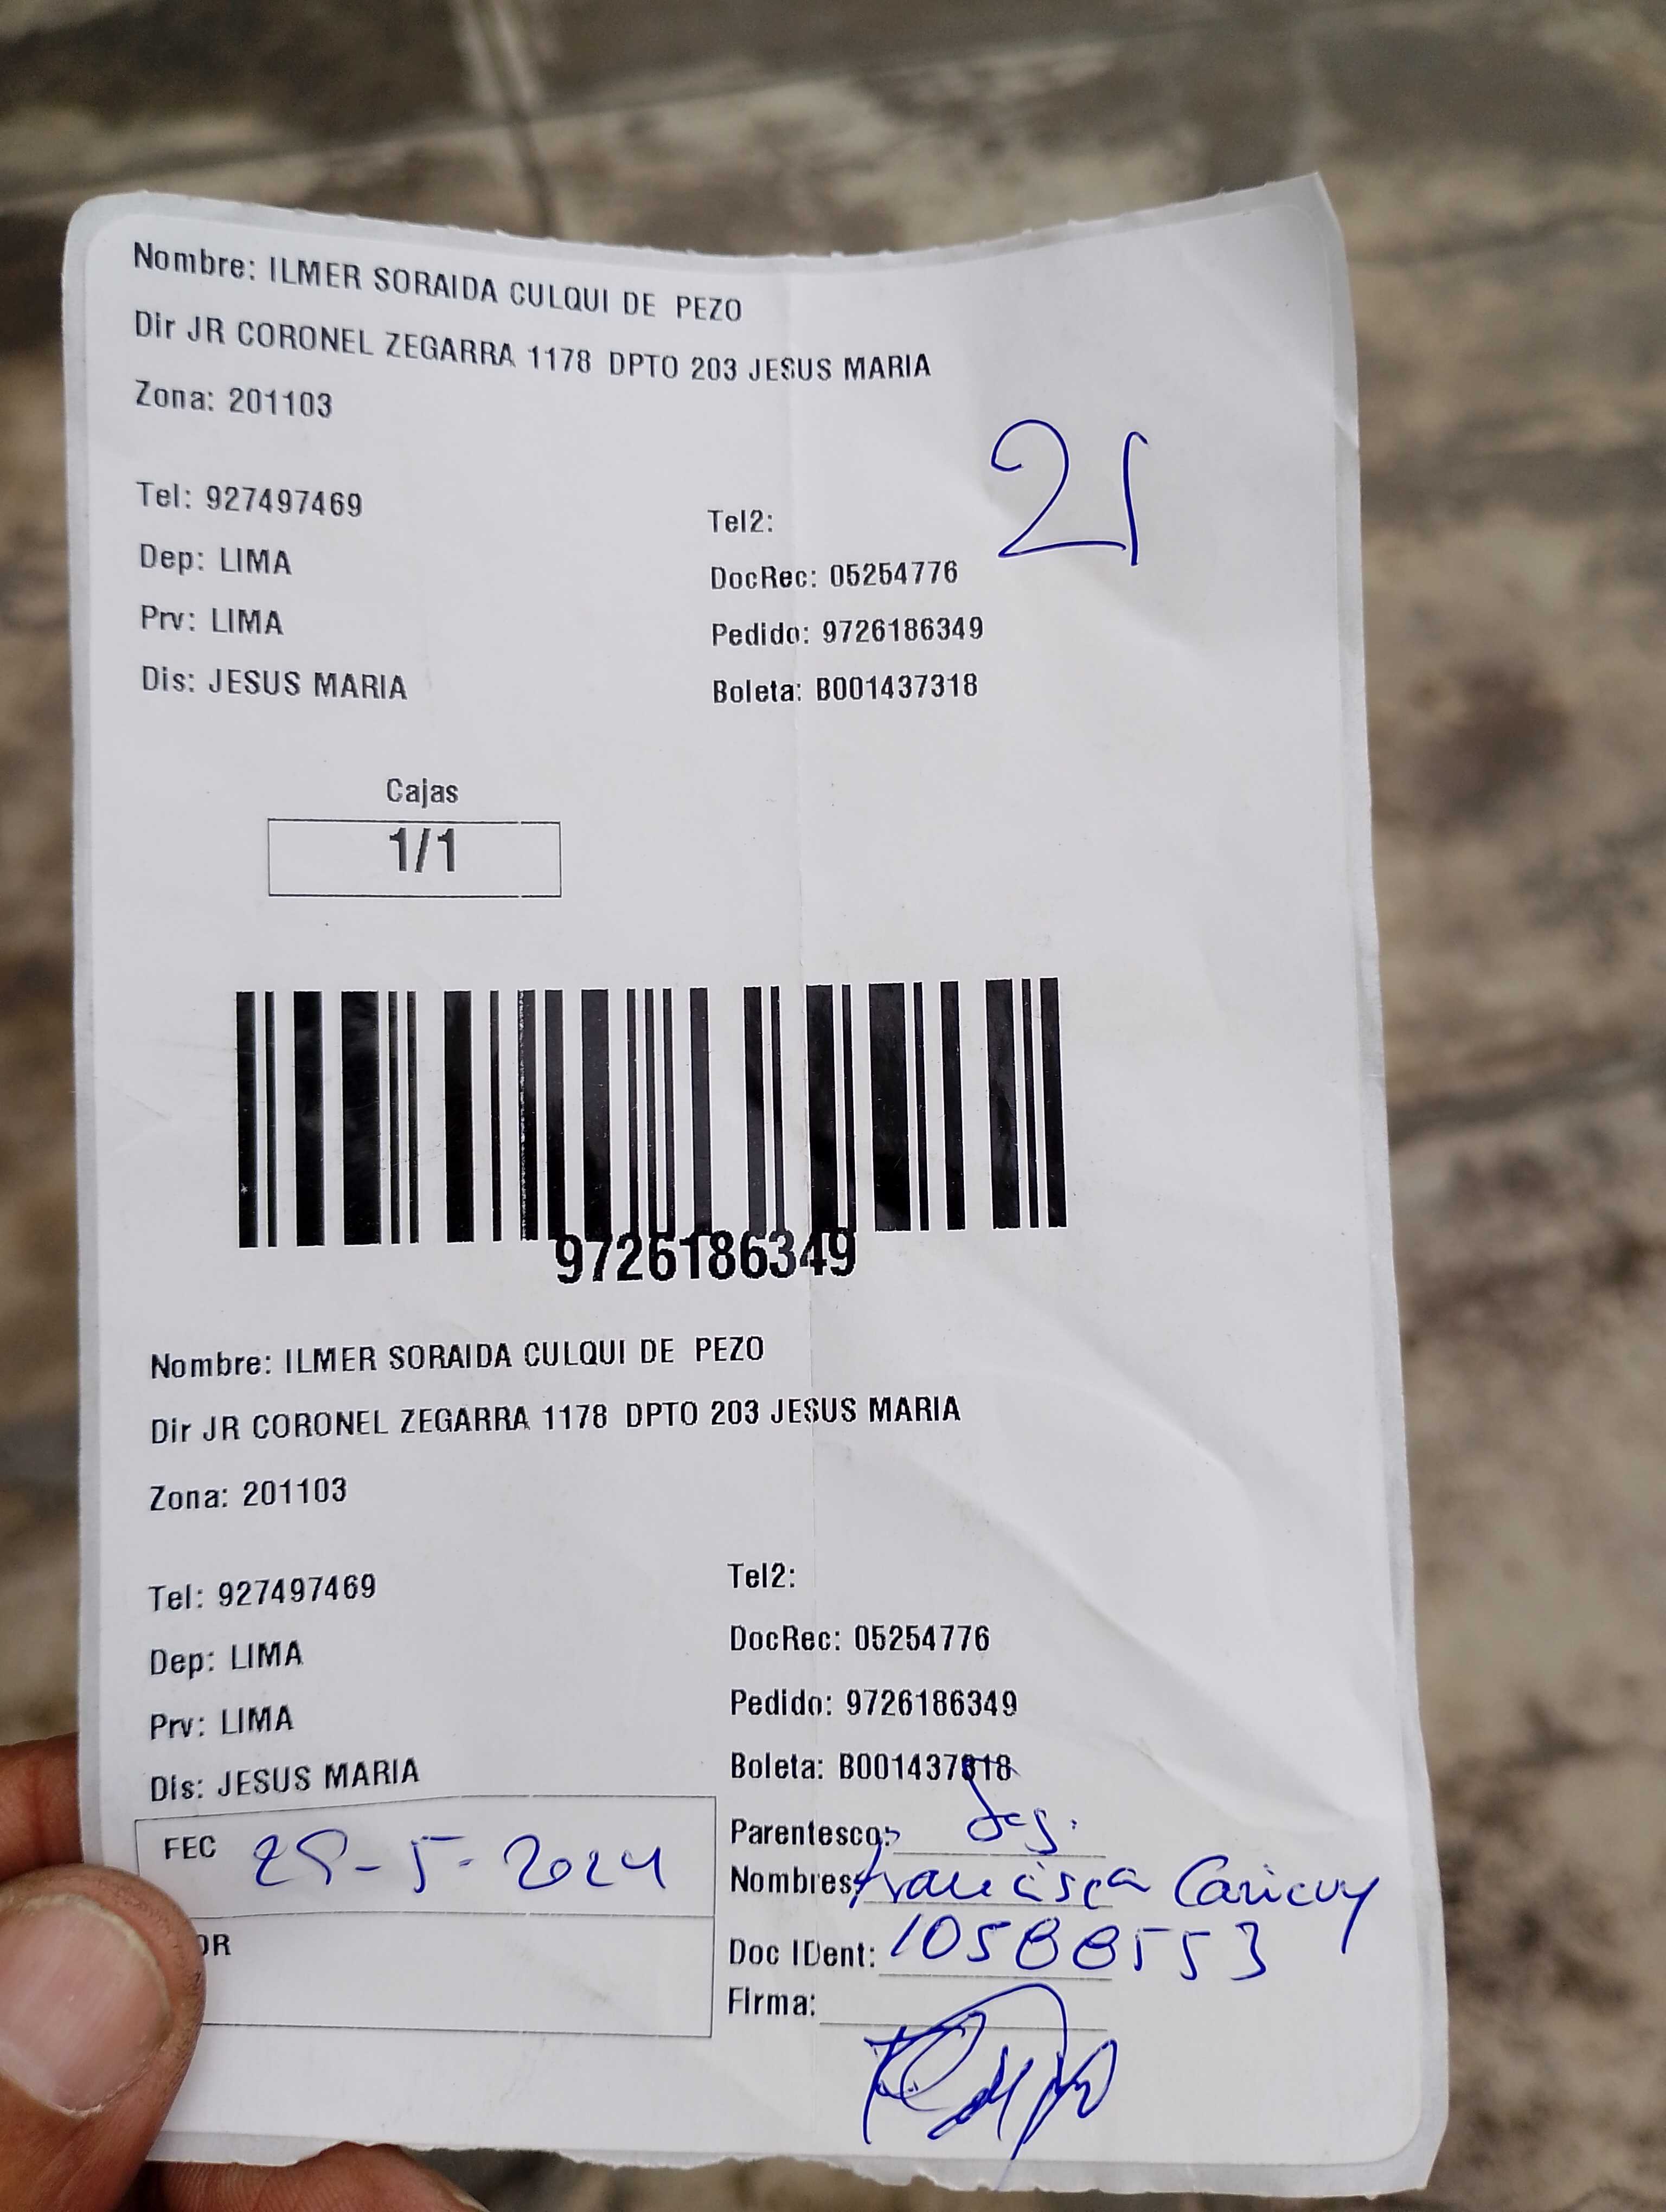 Nombre: ILMER SORAIDA CULQUI DE PEZO
Dir JR CORONEL ZEGARRA 1178 DPTO 203 JESUS MARIA
Zona: 201103
21
Tel: 927497469
Tel2:
Dep: LIMA
DocRec: 05254776
Prv: LIMA
Pedido: 9726186349
Dis: JESUS MARIA
Boleta: B001437318
Cajas
1/1
9726186349
Nombre: ILMER SORAIDA CULQUI DE PEZO
Dir JR CORONEL ZEGARRA 1178 DPTO 203 JESUS MARIA
Zona: 201103
Tel: 927497469
Tel2:
Dep: LIMA
DocRec: 05254776
Prv: LIMA
Pedido: 9726186349
Dis: JESUS MARIA
Boleta: B001437318
Parentesco:
FEC 25-5-2024
Nombres: Francisca
Doc IDent: 10588553
OR
Firma: